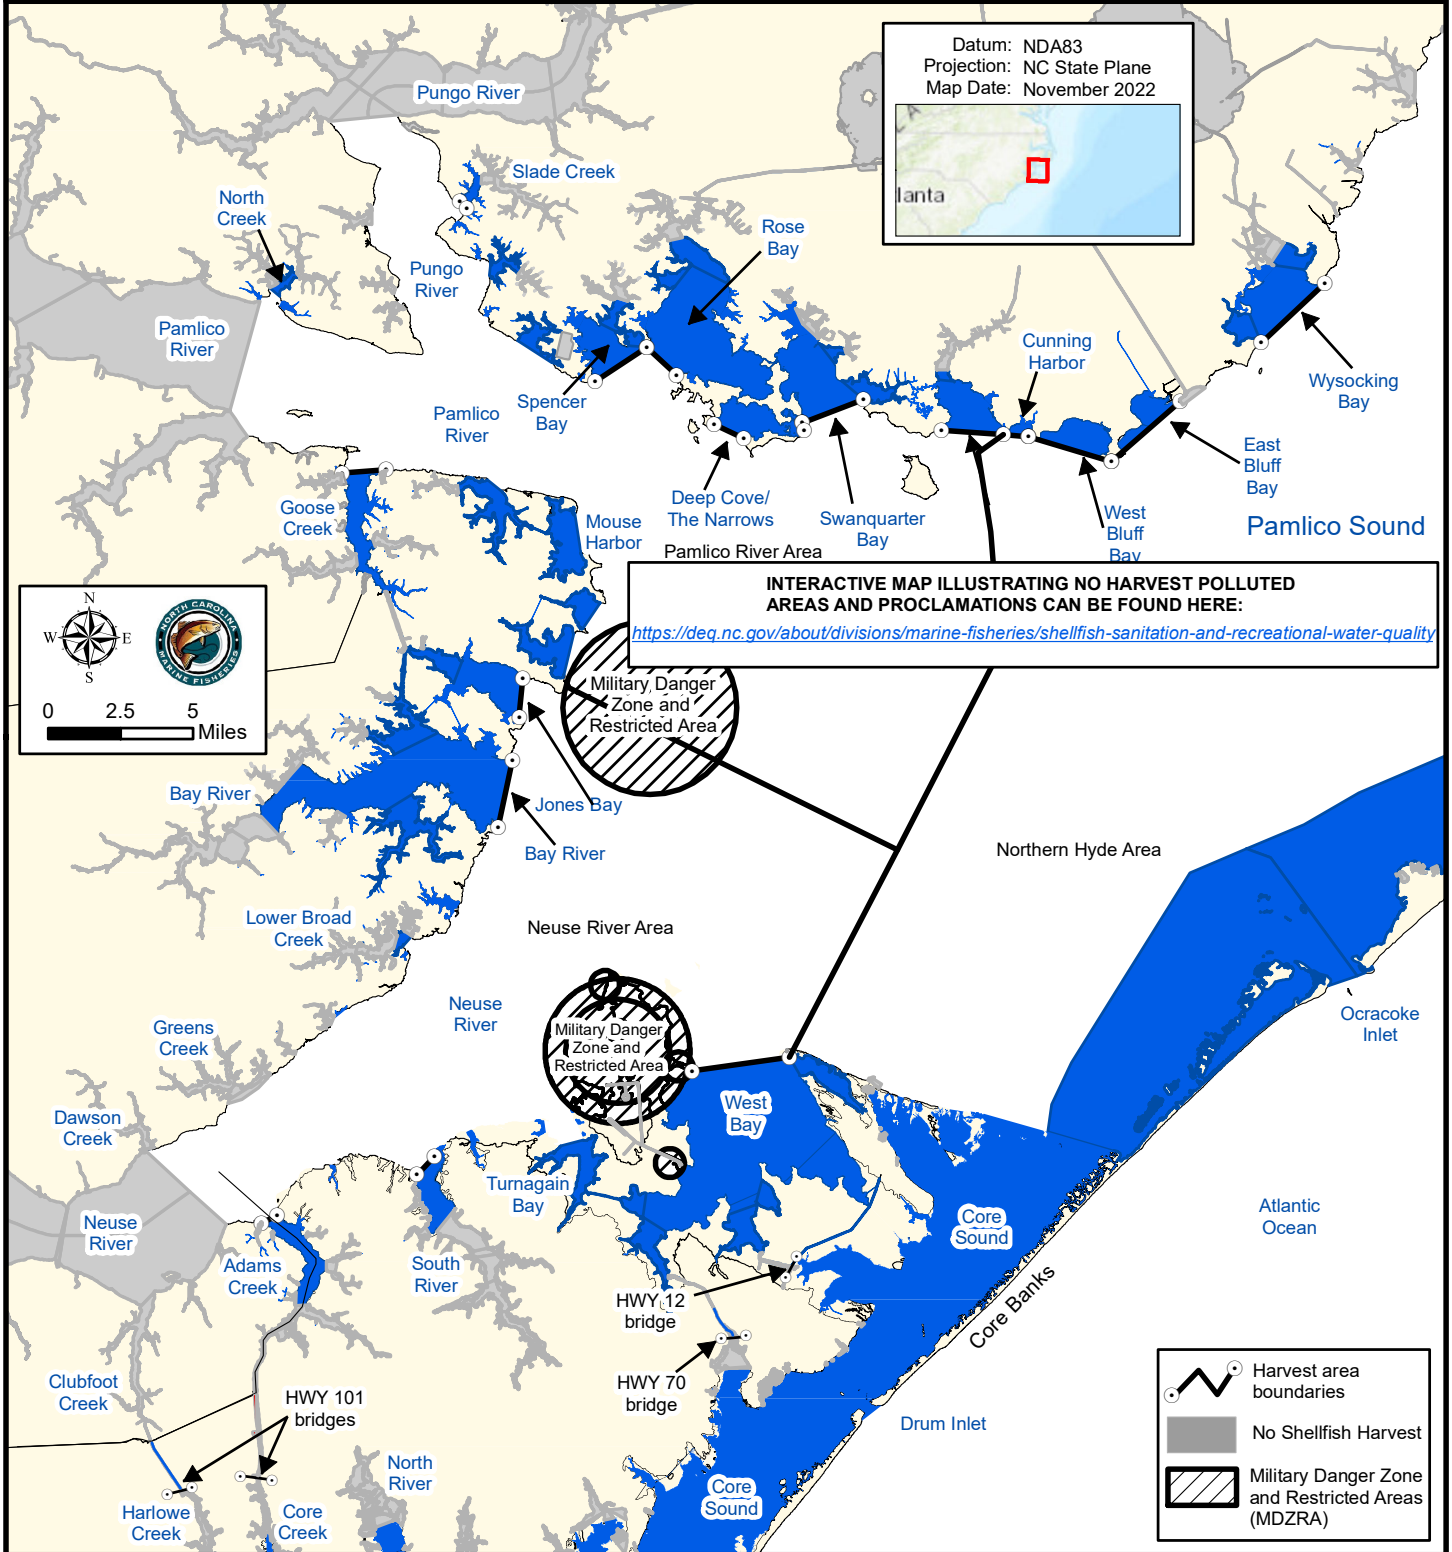 Datum: NDA83
Projection: NC State Plane
Map Date: November 2022
lanta
Pungo River
Slade Creek
North
Creek
Rose
Bay
Pungo
River
Pamlico
River
Cunning
Harbor
Wysocking
Bay
Spencer
Bay
Pamlico
River
East
Bluff
Bay
Deep Cove/
The Narrows
Swanquarter
Bay
West
Bluff
Bay
Goose
Creek
Mouse
Harbor
Pamlico Sound
Pamlico River Area
INTERACTIVE MAP ILLUSTRATING NO HARVEST POLLUTED
AREAS AND PROCLAMATIONS CAN BE FOUND HERE:
https://deq.nc.gov/about/divisions/marine-fisheries/shellfish-sanitation-and-recreational-water-quality
N
W E
S
NORTH CAROLINA
MARINE FISHERIES
0 2.5 5
Miles
Military Danger
Zone and
Restricted Area
Bay River
Jones Bay
Bay River
Northern Hyde Area
Lower Broad
Creek
Neuse River Area
Neuse
River
Greens
Creek
Military Danger
Zone and
Restricted Area
Ocracoke
Inlet
Dawson
Creek
West
Bay
Turnagain
Bay
Neuse
River
Adams
Creek
South
River
Core
Sound
Atlantic
Ocean
HWY 12
bridge
Core Banks
HWY 70
bridge
Clubfoot
Creek
HWY 101
bridges
Drum Inlet
North
River
Harlowe
Creek
Core
Creek
Core
Sound
Harvest area
boundaries
No Shellfish Harvest
Military Danger Zone
and Restricted Areas
(MDZRA)